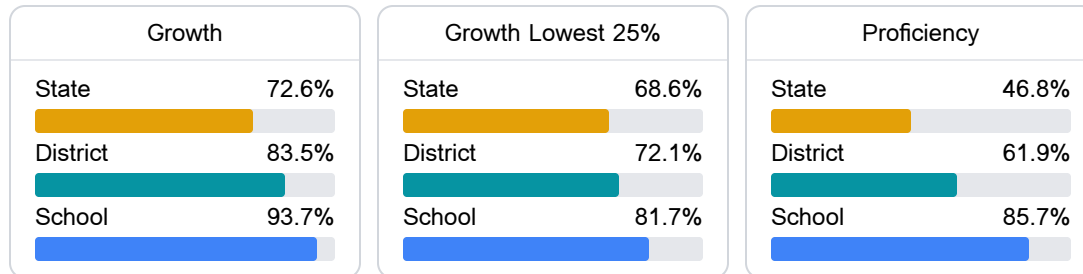 Growth
State 72.6%
District 83.5%
School 93.7%
Growth Lowest 25%
State 68.6%
District 72.1%
School 81.7%
Proficiency
State 46.8%
District 61.9%
School 85.7%